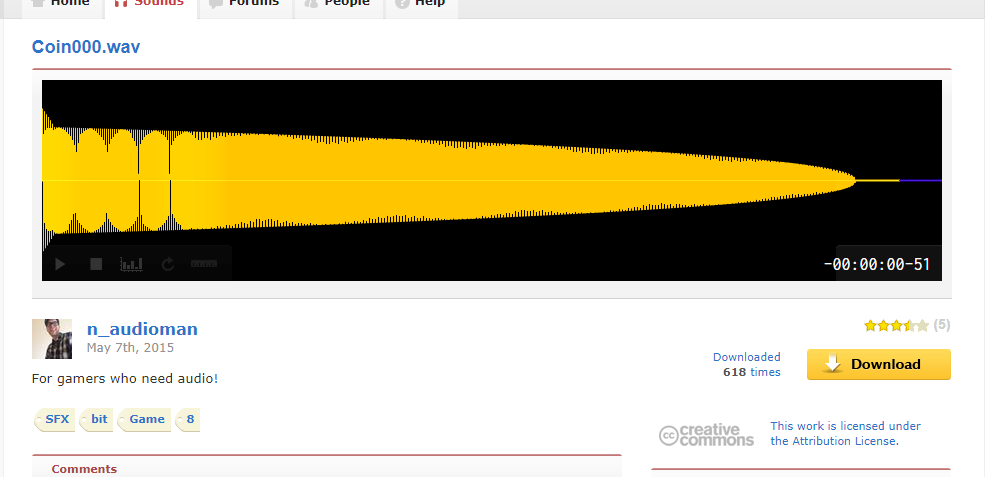 Home Sounds Forums People Help
Coin000.wav
-00:00:00-51
n_audioman
May 7th, 2015
For gamers who need audio!
SFX bit Game 8
(5)
Downloaded
618 times
Download
cc creative
commons
This work is licensed under
the Attribution License.
Comments